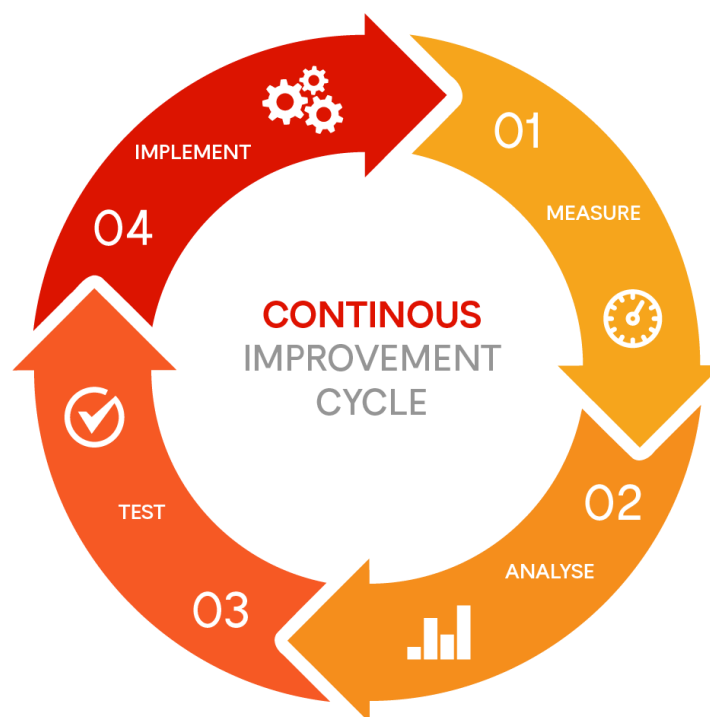 CONTINOUS
IMPROVEMENT
CYCLE
01
MEASURE
02
ANALYSE
03
TEST
04
IMPLEMENT